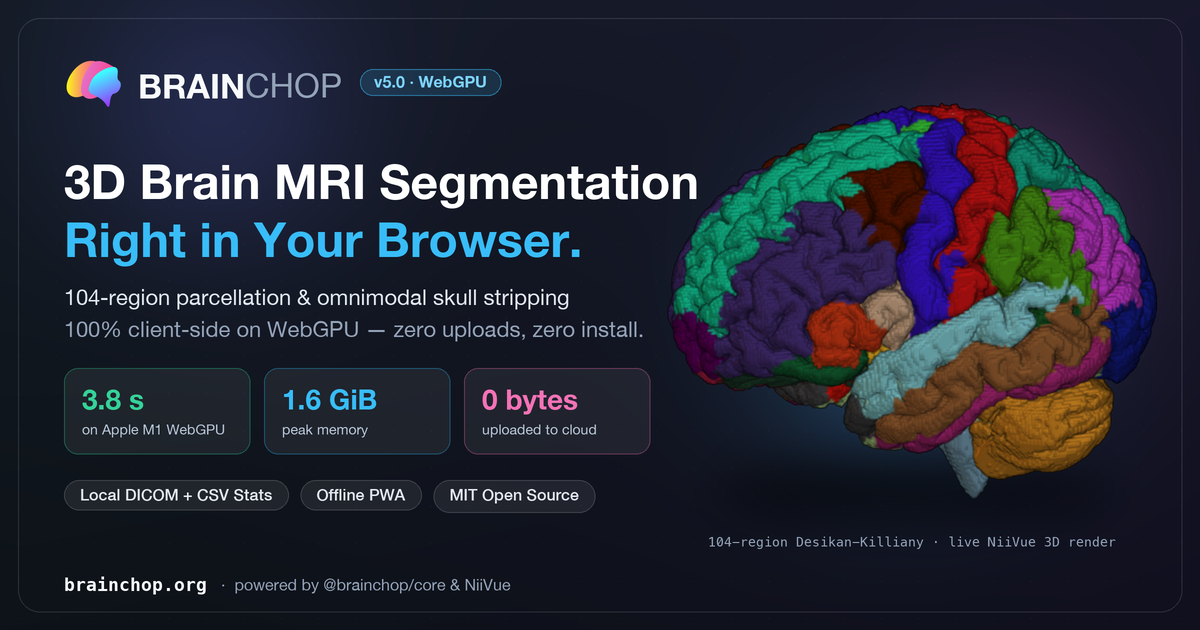 BRAINCHOP v5.0 · WebGPU
3D Brain MRI Segmentation
Right in Your Browser.
104-region parcellation & omnimodal skull stripping
100% client-side on WebGPU — zero uploads, zero install.
3.8 s
on Apple M1 WebGPU
1.6 GiB
peak memory
0 bytes
uploaded to cloud
Local DICOM + CSV Stats
Offline PWA
MIT Open Source
104–region Desikan–Killiany · live NiiVue 3D render
brainchop.org · powered by @brainchop/core & NiiVue